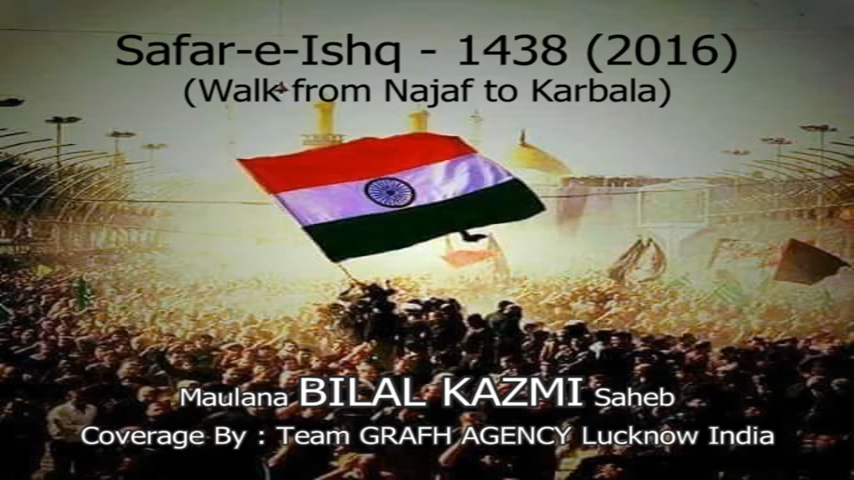 Safar-e-Ishq - 1438 (2016)
(Walk from Najaf to Karbala)
Maulana BILAL KAZMI Saheb
Coverage By : Team GRAFH AGENCY Lucknow India